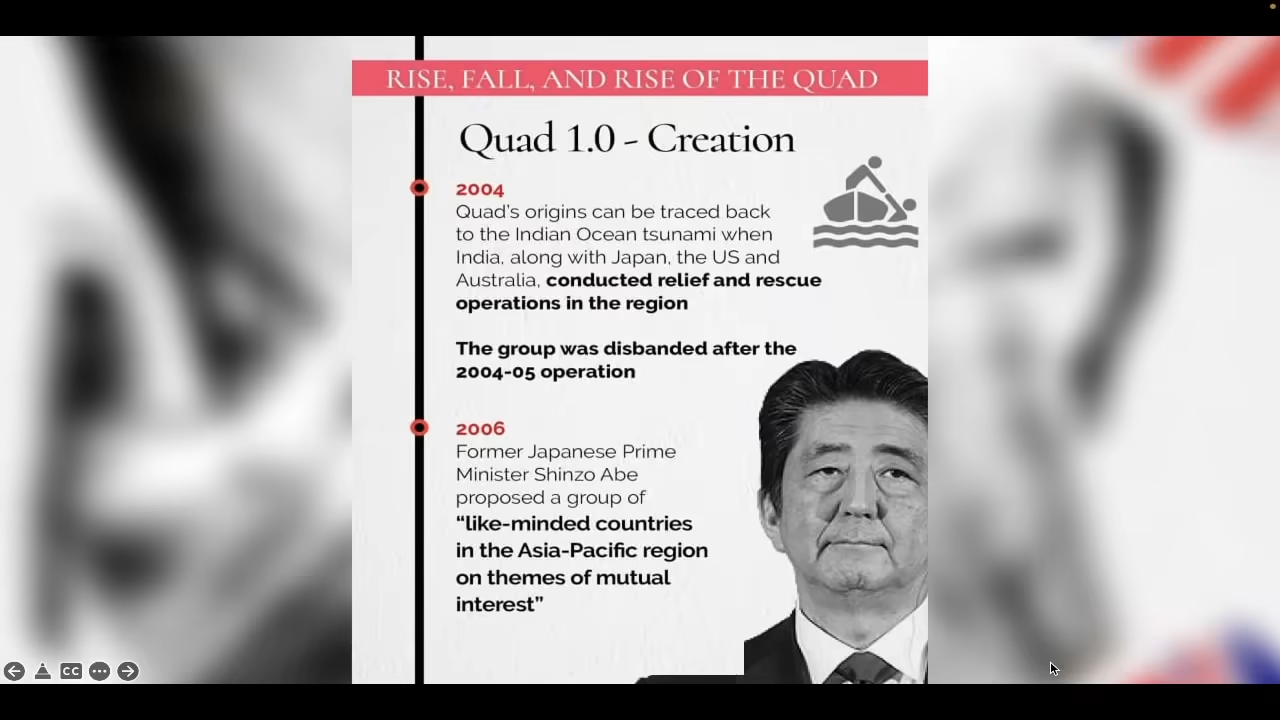 RISE, FALL, AND RISE OF THE QUAD
Quad 1.0 - Creation
2004
Quad's origins can be traced back
to the Indian Ocean tsunami when
India, along with Japan, the US and
Australia, conducted relief and rescue
operations in the region
The group was disbanded after the
2004-05 operation
2006
Former Japanese Prime
Minister Shinzo Abe
proposed a group of
“like-minded countries
in the Asia-Pacific region
on themes of mutual
interest”
CC